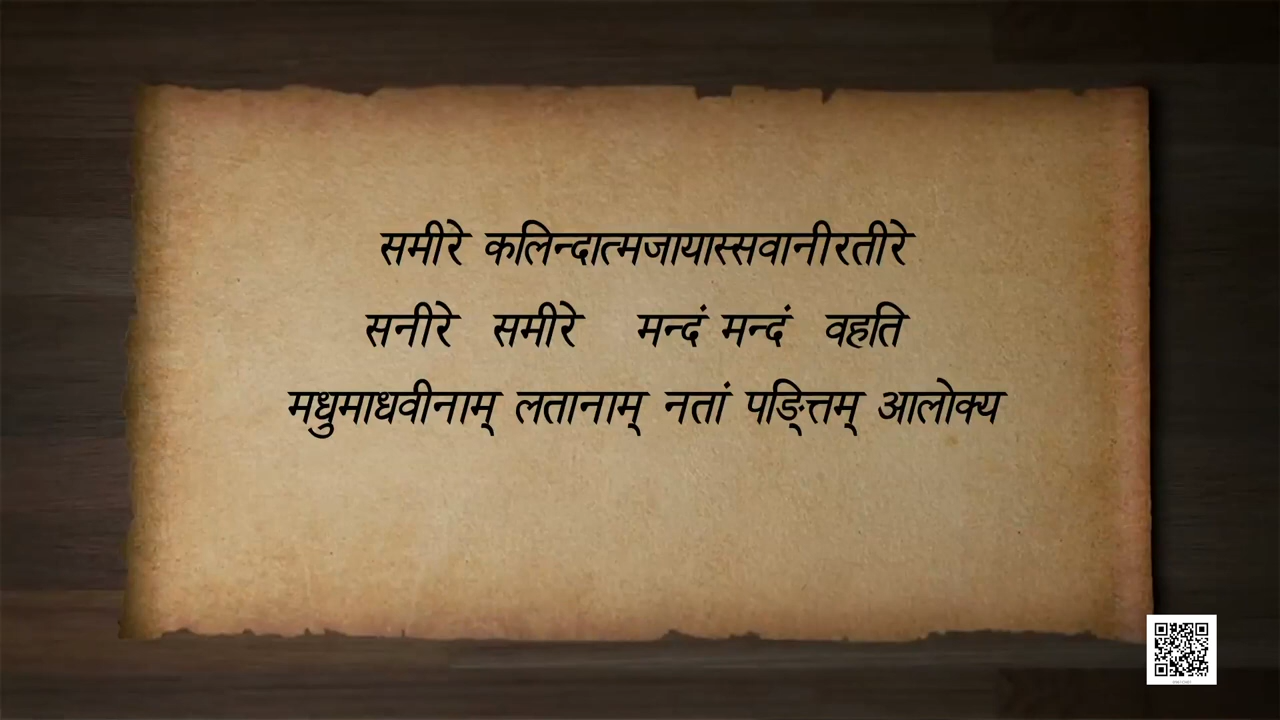 समीरे कलिन्दात्मजायास्सवानीरतीरे
सनीरे समीरे मन्दं मन्दं वहति
मधुमाधवीनाम् लतानाम् नतां पङ्त्तिम् आलोक्य